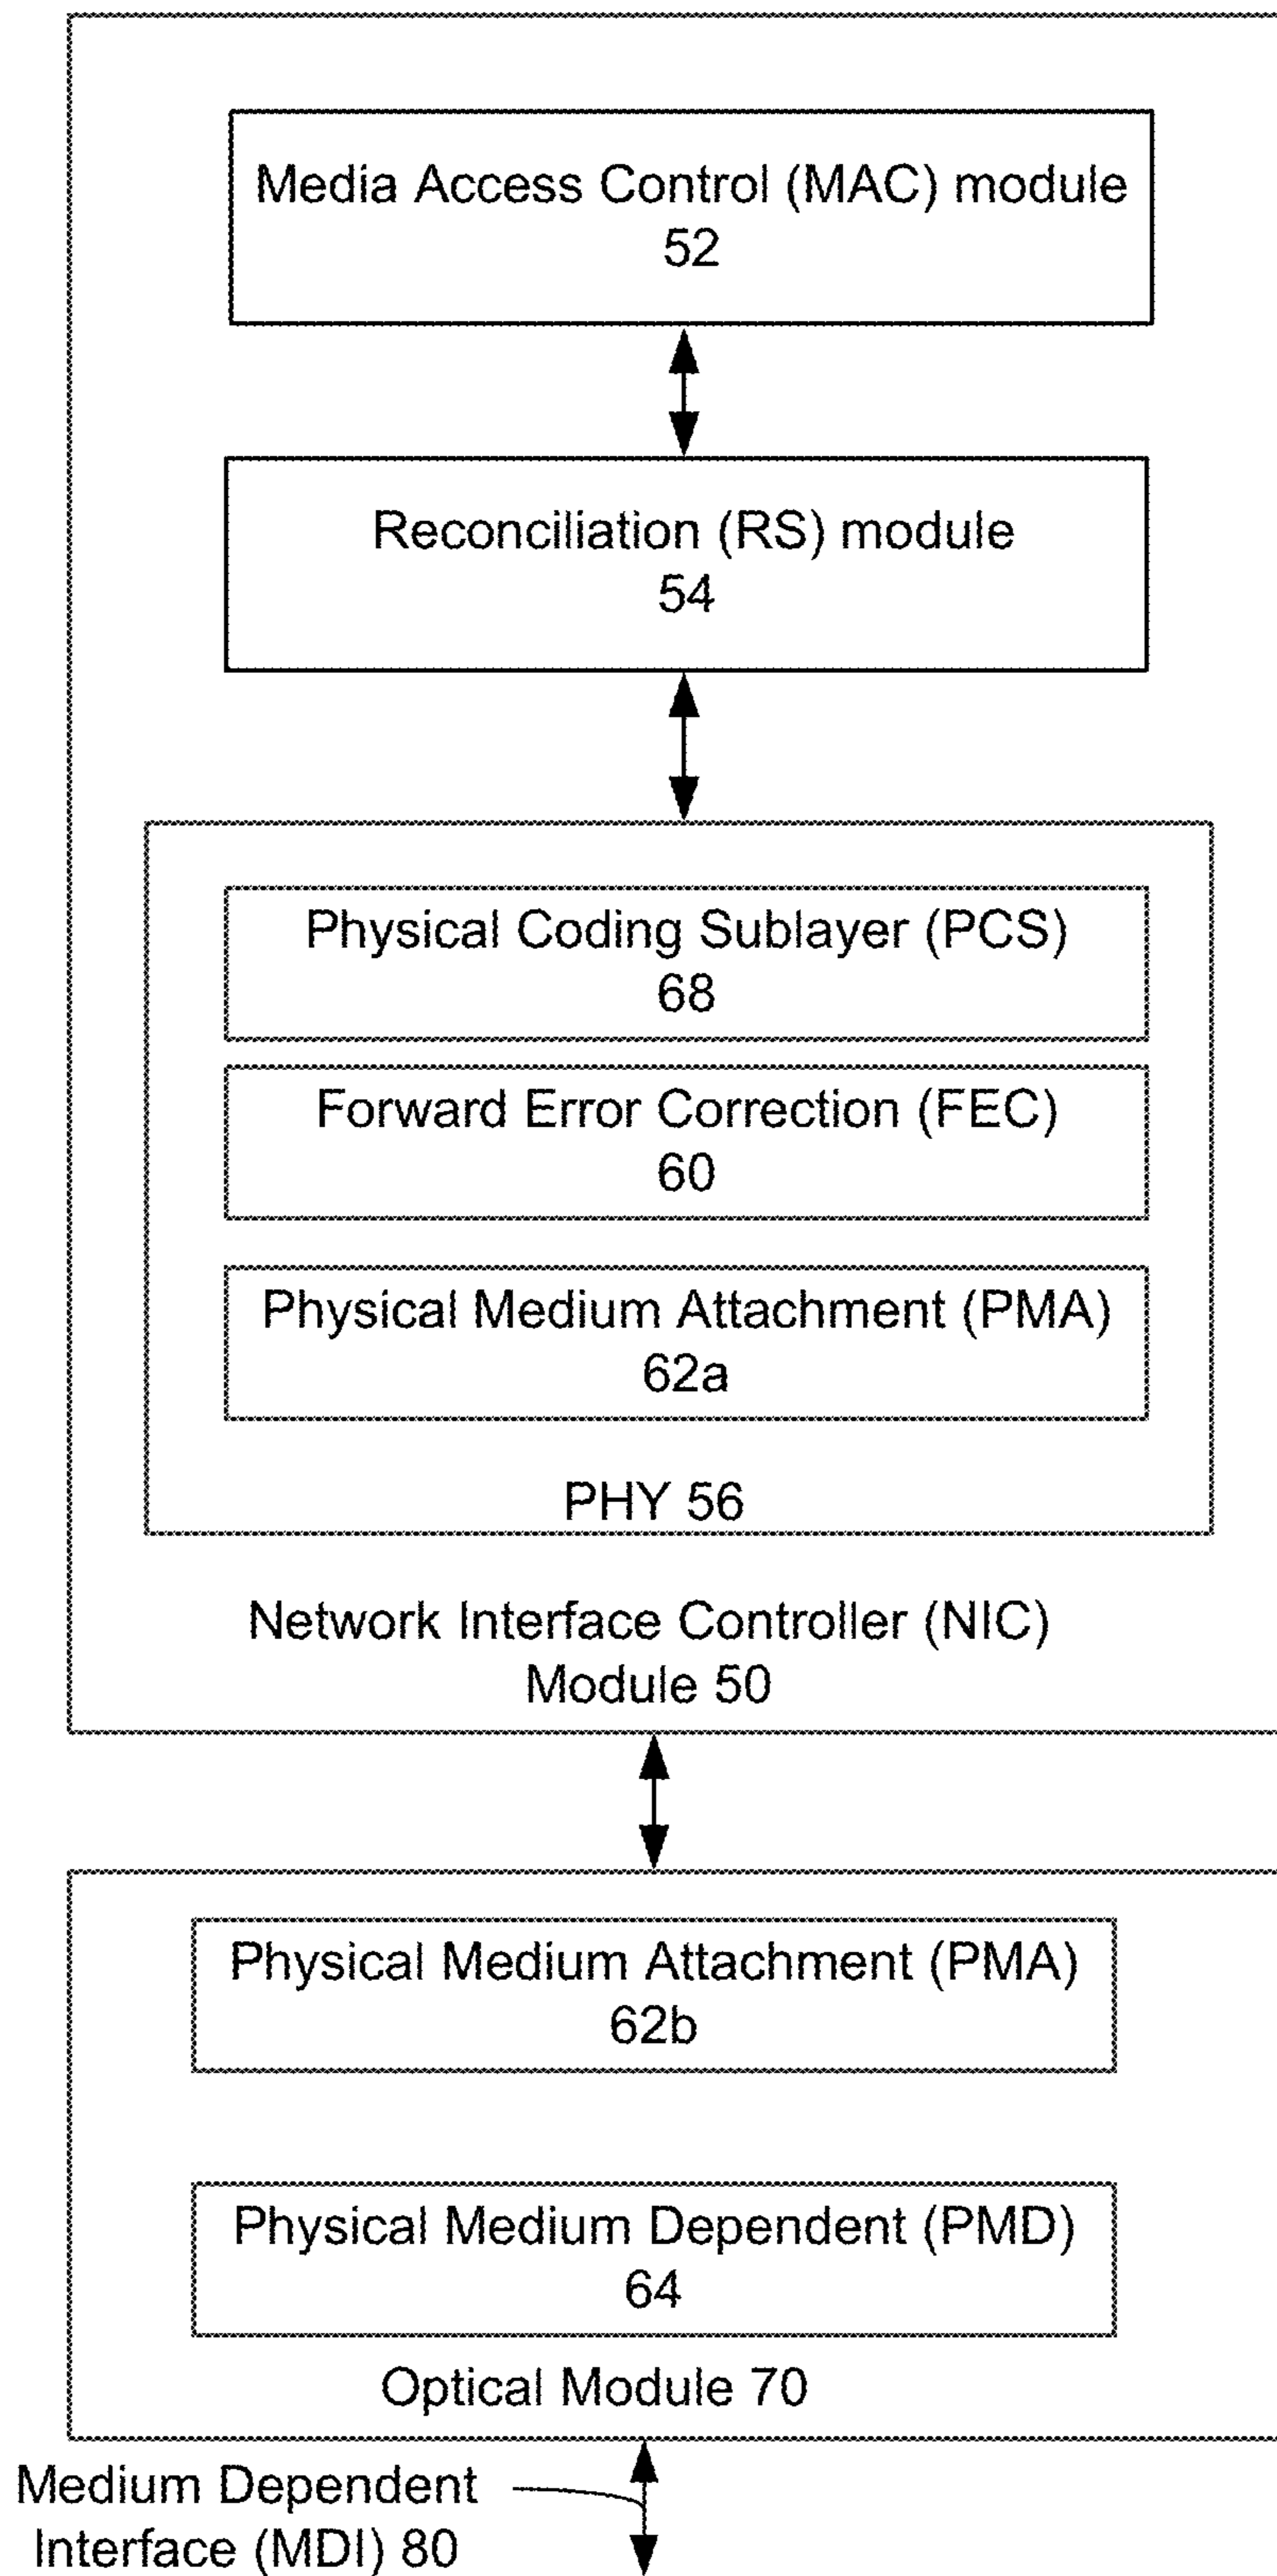 Media Access Control (MAC) module
52
Reconciliation (RS) module
54
Physical Coding Sublayer (PCS)
68
Forward Error Correction (FEC)
60
Physical Medium Attachment (PMA)
62a
PHY 56
Network Interface Controller (NIC)
Module 50
Physical Medium Attachment (PMA)
62b
Physical Medium Dependent (PMD)
64
Optical Module 70
Medium Dependent
Interface (MDI) 80